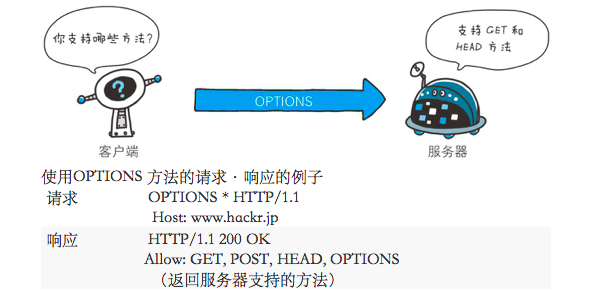 你支持哪些方法?
支持 GET 和
HEAD 方法
?
OPTIONS
客户端
服务器
使用OPTIONS 方法的请求·响应的例子
请求 OPTIONS * HTTP/1.1
Host: www.hackr.jp
响应 HTTP/1.1 200 OK
Allow: GET, POST, HEAD, OPTIONS
（返回服务器支持的方法）